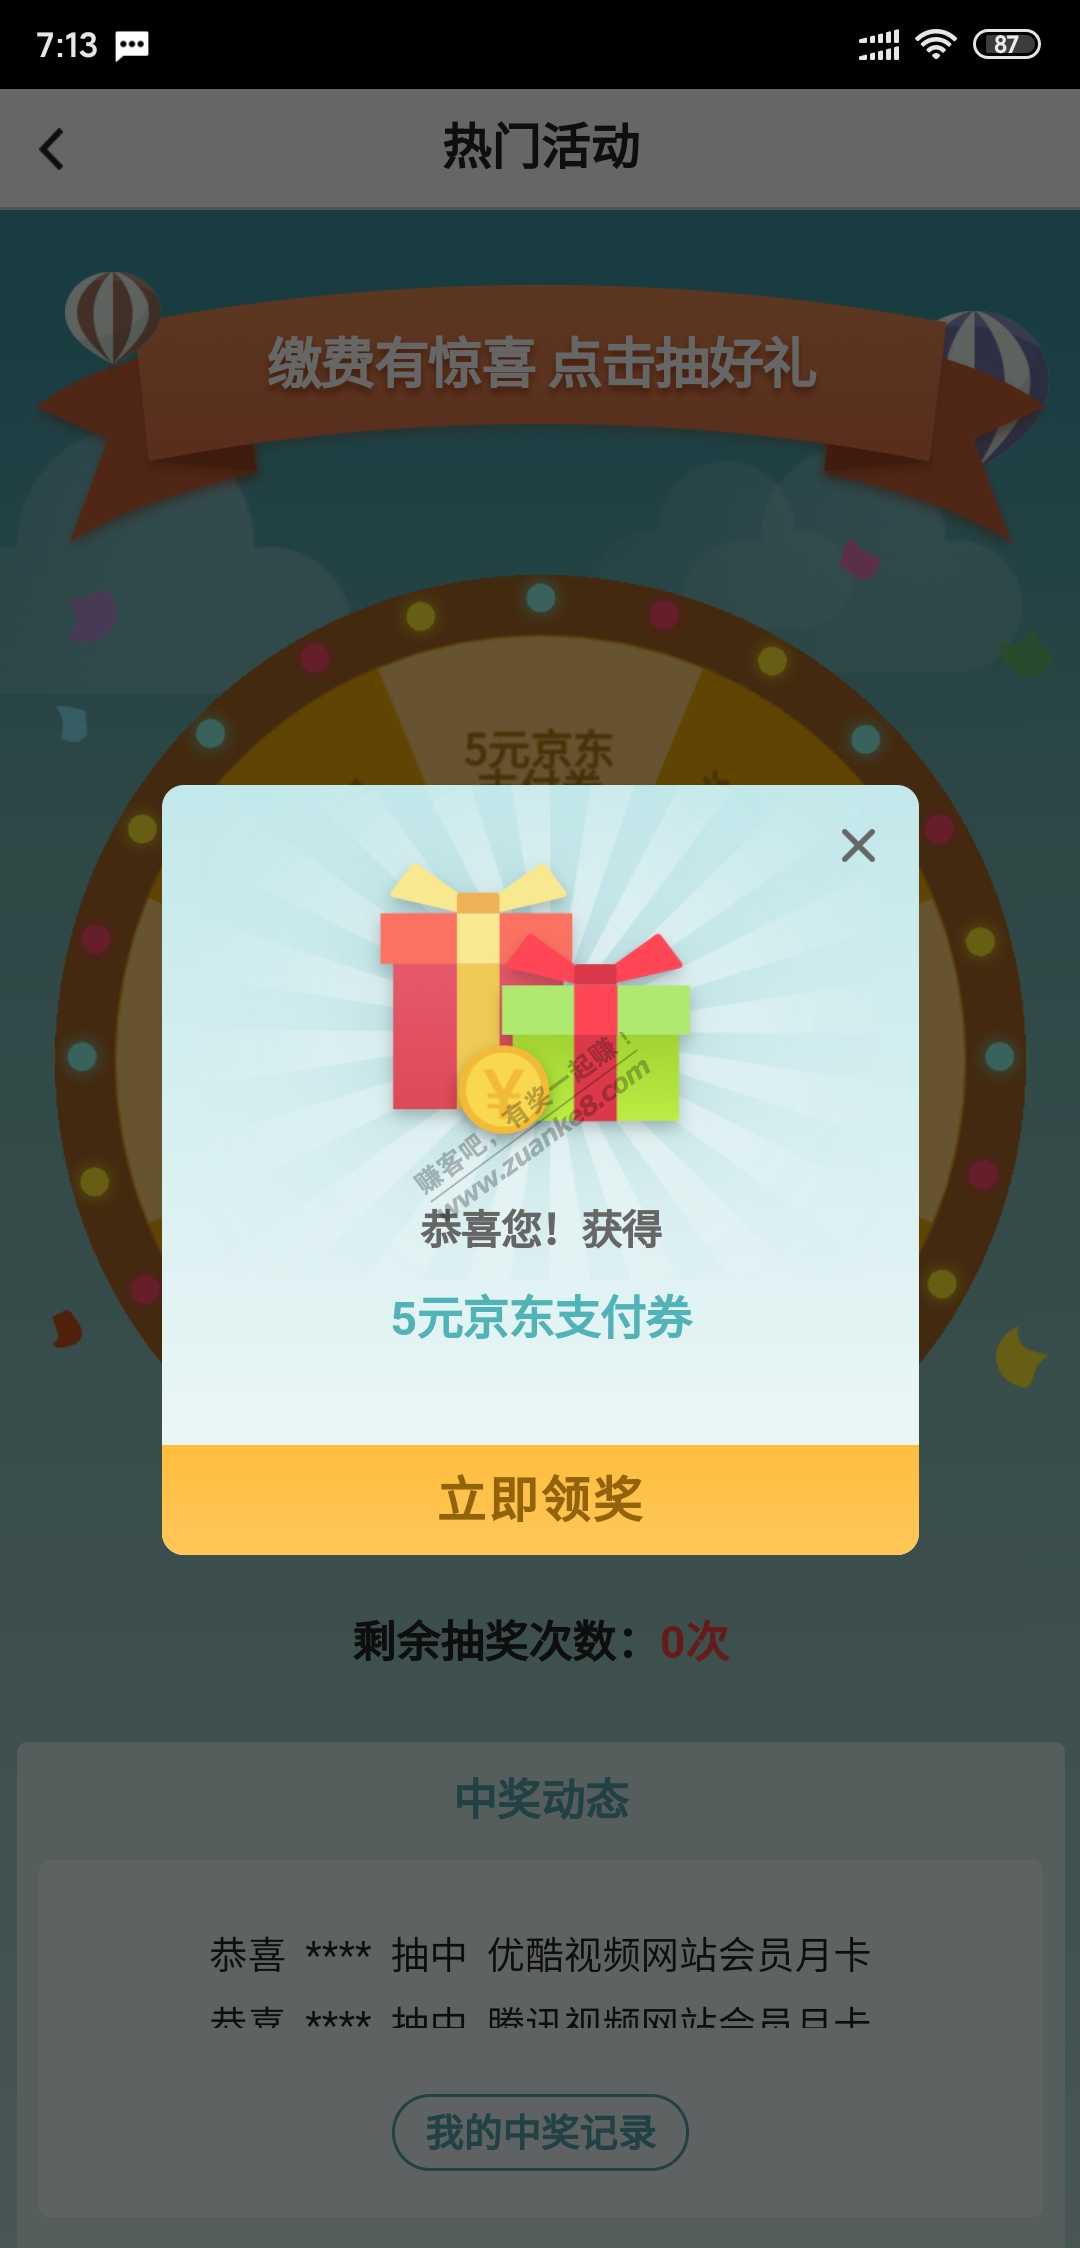 7:13
87
热门活动
缴费有惊喜 点击抽好礼
5元京东
支付券
¥
赚客吧，有奖一起赚！
www.zuanke8.com
恭喜您！获得
5元京东支付券
立即领奖
剩余抽奖次数：0次
中奖动态
恭喜 **** 抽中 优酷视频网站会员月卡
恭喜 **** 抽中 腾讯视频网站会员月卡
我的中奖记录